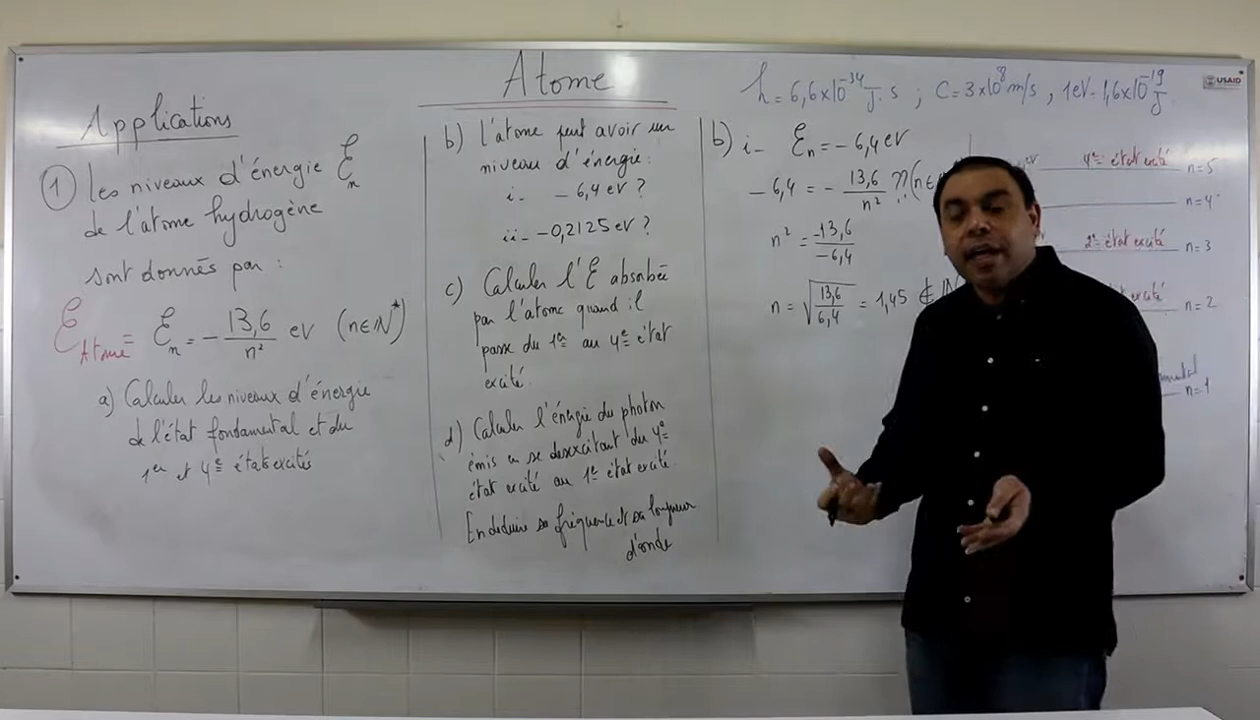 Atome
h = 6,6×10⁻³⁴ J.s ; C = 3×10⁸ m/s , 1ev - 1,6×10⁻¹⁹ J
USAID
Applications
① les niveaux d'énergie Eₙ
de l'atome hydrogène
sont donnés par :
E Atome = Eₙ = - 13,6/n² ev (n∈ℕ*)
a) Calculer les niveaux d'énergie
de l'état fondamental et du
1er et 4e états excités
b) l'atome peut avoir un
niveau d'énergie :
i- - 6,4 ev ?
ii- -0,2125 ev ?
c) Calculer l'E absorbée
par l'atome quand il
passe du 1er au 4e état
excité.
d) Calculer l'énergie du photon
émis en se desexcitant du 4e
état excité au 1e état excité
En deduire sa fréquence et sa longueur
d'onde
b) i- Eₙ = - 6,4 ev
- 6,4 = - 13,6/n² ?? (n∈
n² = -13,6/-6,4
n = √13,6/6,4 = 1,45 ∉ ℕ
ev
4e état excité n=5
n=4
2e état excité n=3
excité n=2
n=1